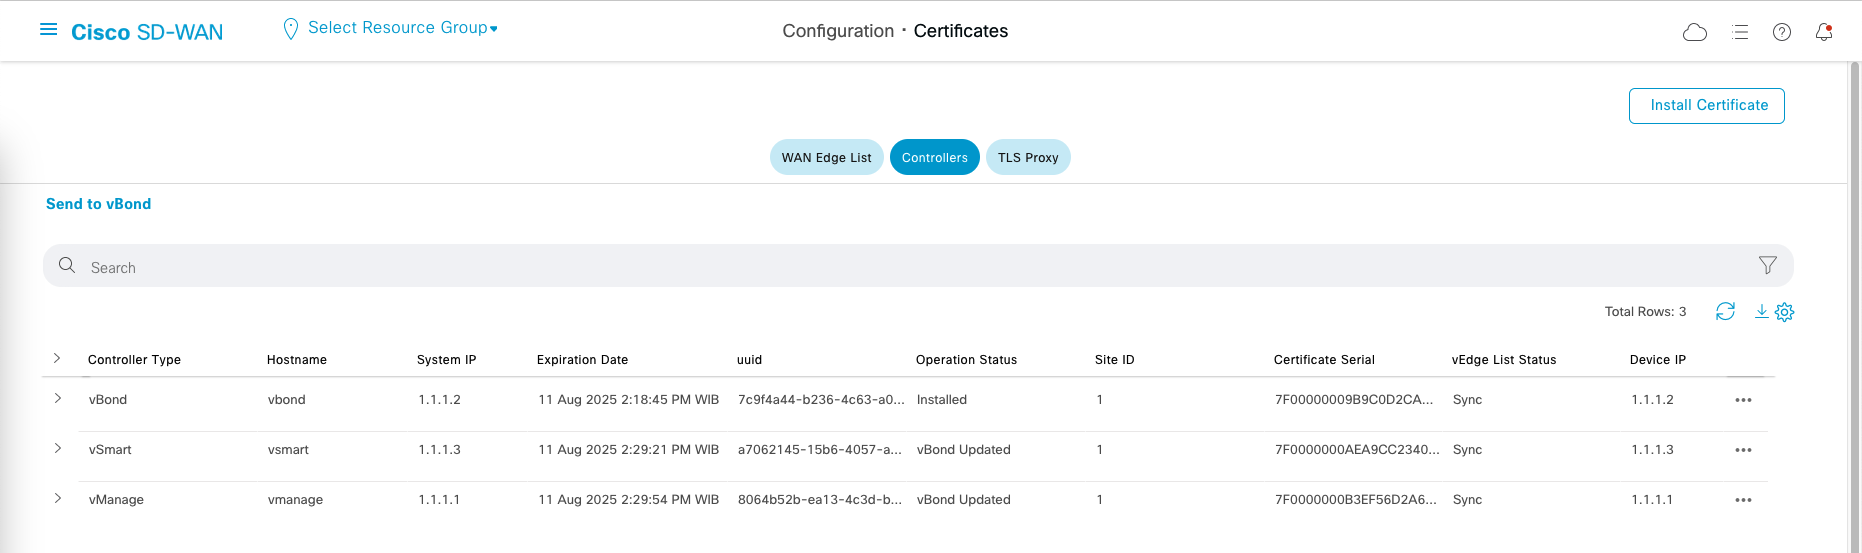 Cisco SD-WAN
Select Resource Group
Configuration · Certificates
Install Certificate
WAN Edge List
Controllers
TLS Proxy
Send to vBond
Search
Total Rows: 3
Controller Type Hostname System IP Expiration Date uuid Operation Status Site ID Certificate Serial vEdge List Status Device IP
vBond vbond 1.1.1.2 11 Aug 2025 2:18:45 PM WIB 7c9f4a44-b236-4c63-a0... Installed 1 7F00000009B9C0D2CA... Sync 1.1.1.2
vSmart vsmart 1.1.1.3 11 Aug 2025 2:29:21 PM WIB a7062145-15b6-4057-a... vBond Updated 1 7F0000000AEA9CC2340... Sync 1.1.1.3
vManage vmanage 1.1.1.1 11 Aug 2025 2:29:54 PM WIB 8064b52b-ea13-4c3d-b... vBond Updated 1 7F0000000B3EF56D2A6... Sync 1.1.1.1